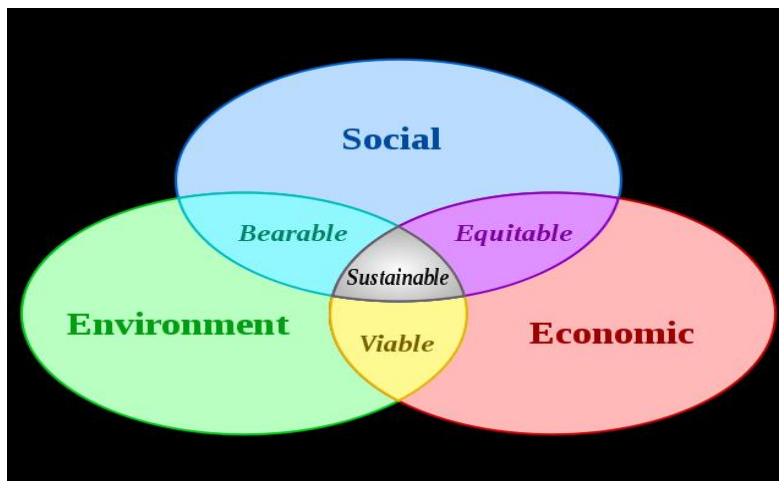 Social
Bearable
Equitable
Sustainable
Environment
Viable
Economic